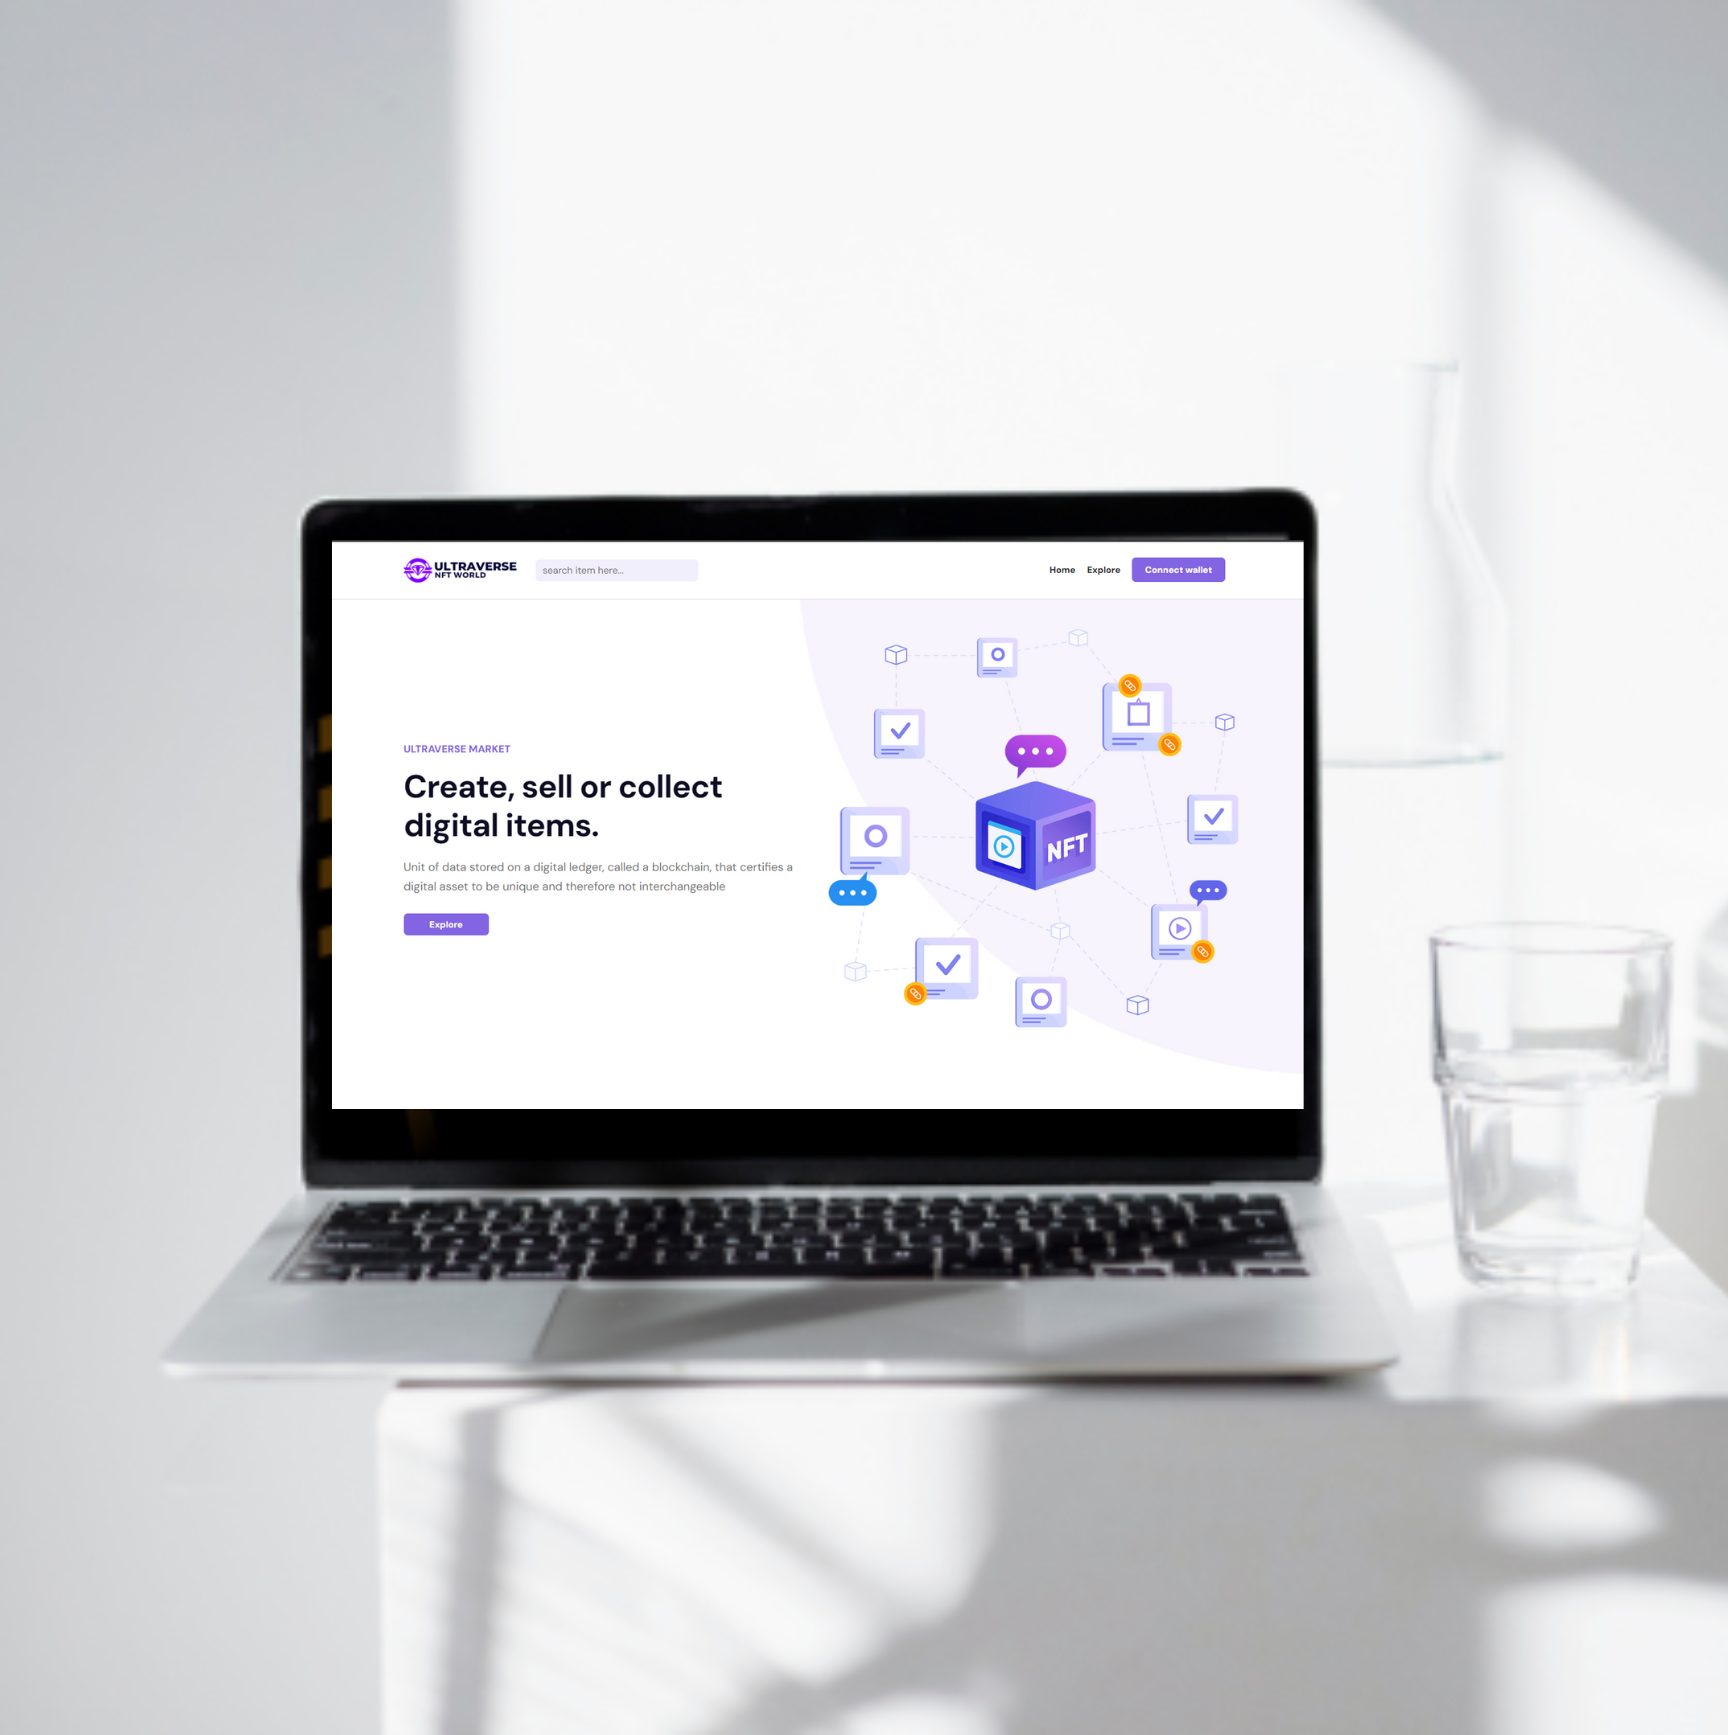 ULTRAVERSE
NFT WORLD
search item here...
Home
Explore
Connect wallet
ULTRAVERSE MARKET
Create, sell or collect
digital items.
Unit of data stored on a digital ledger, called a blockchain, that certifies a
digital asset to be unique and therefore not interchangeable
Explore
NFT